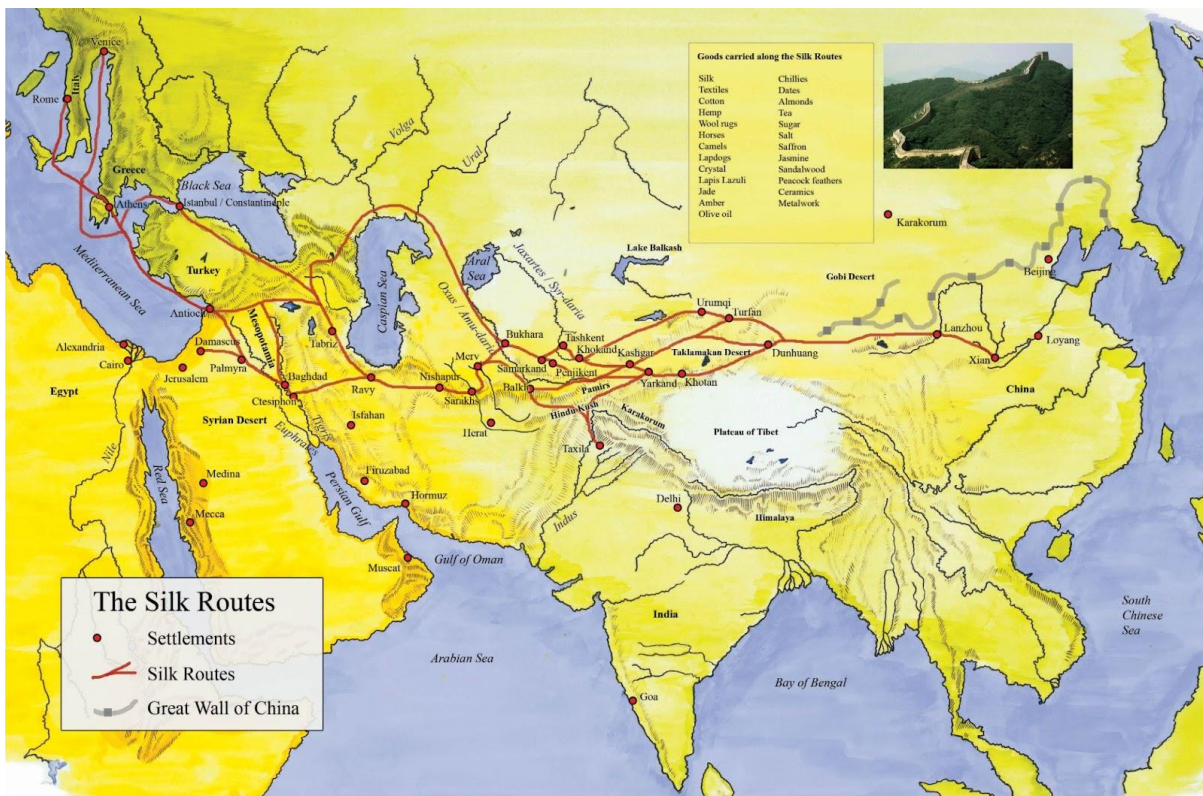 Venice
Italy
Rome
Greece
Athens
Black Sea
Istanbul / Constantineple
Volga
Ural
Mediterranean Sea
Turkey
Antioch
Mesopotamia
Caspian Sea
Tabriz
Aral
Sea
Oxus / Amudar
Jaxartes / Syr-daria
Lake Balkash
Goods carried along the Silk Routes
Silk
Textiles
Cotton
Hemp
Wool rugs
Horses
Camels
Lapdogs
Crystal
Lapis Lazuli
Jade
Amber
Olive oil
Chillies
Dates
Almonds
Tea
Sugar
Salt
Saffron
Jasmine
Sandalwood
Peacock feathers
Ceramics
Metalwork
Karakorum
Gobi Desert
Beijing
Urumqi
Turfan
Lanzhou
Xian
Loyang
China
Dunhuang
Taklamakan Desert
Bukhara
Tashkent
Khokand
Kashgar
Samarkand
Penjikent
Merv
Balkh
Pamirs
Yarkand
Khotan
Hindu Kush
Karakorum
Taxila
Plateau of Tibet
Himalaya
Alexandria
Cairo
Egypt
Damascus
Jerusalem
Palmyra
Baghdad
Ctesiphon
Syrian Desert
Euphrates
Tigris
Ravy
Nishapur
Sarakhs
Herat
Isfahan
Firuzabad
Hormuz
Persian Gulf
Nile
Red Sea
Medina
Mecca
Muscat
Gulf of Oman
Indus
Delhi
India
Goa
Arabian Sea
Bay of Bengal
South
Chinese
Sea
The Silk Routes
Settlements
Silk Routes
Great Wall of China